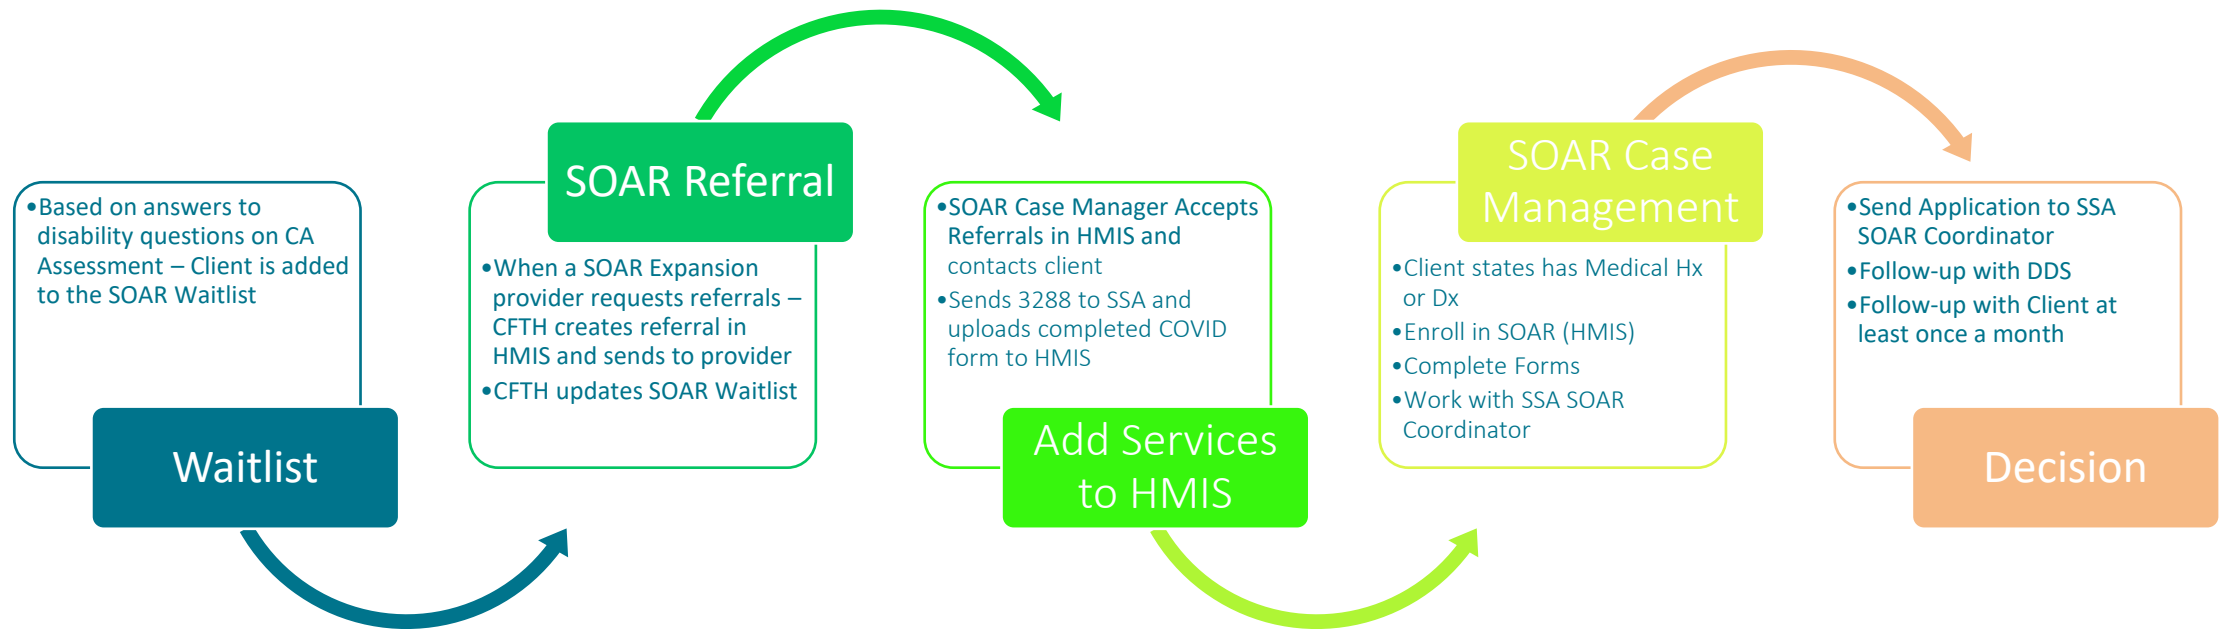 •Based on answers to
disability questions on CA
Assessment – Client is added
to the SOAR Waitlist
Waitlist
SOAR Referral
•When a SOAR Expansion
provider requests referrals –
CFTH creates referral in
HMIS and sends to provider
•CFTH updates SOAR Waitlist
•SOAR Case Manager Accepts
Referrals in HMIS and
contacts client
•Sends 3288 to SSA and
uploads completed COVID
form to HMIS
Add Services
to HMIS
SOAR Case
Management
•Client states has Medical Hx
or Dx
•Enroll in SOAR (HMIS)
•Complete Forms
•Work with SSA SOAR
Coordinator
•Send Application to SSA
SOAR Coordinator
•Follow-up with DDS
•Follow-up with Client at
least once a month
Decision